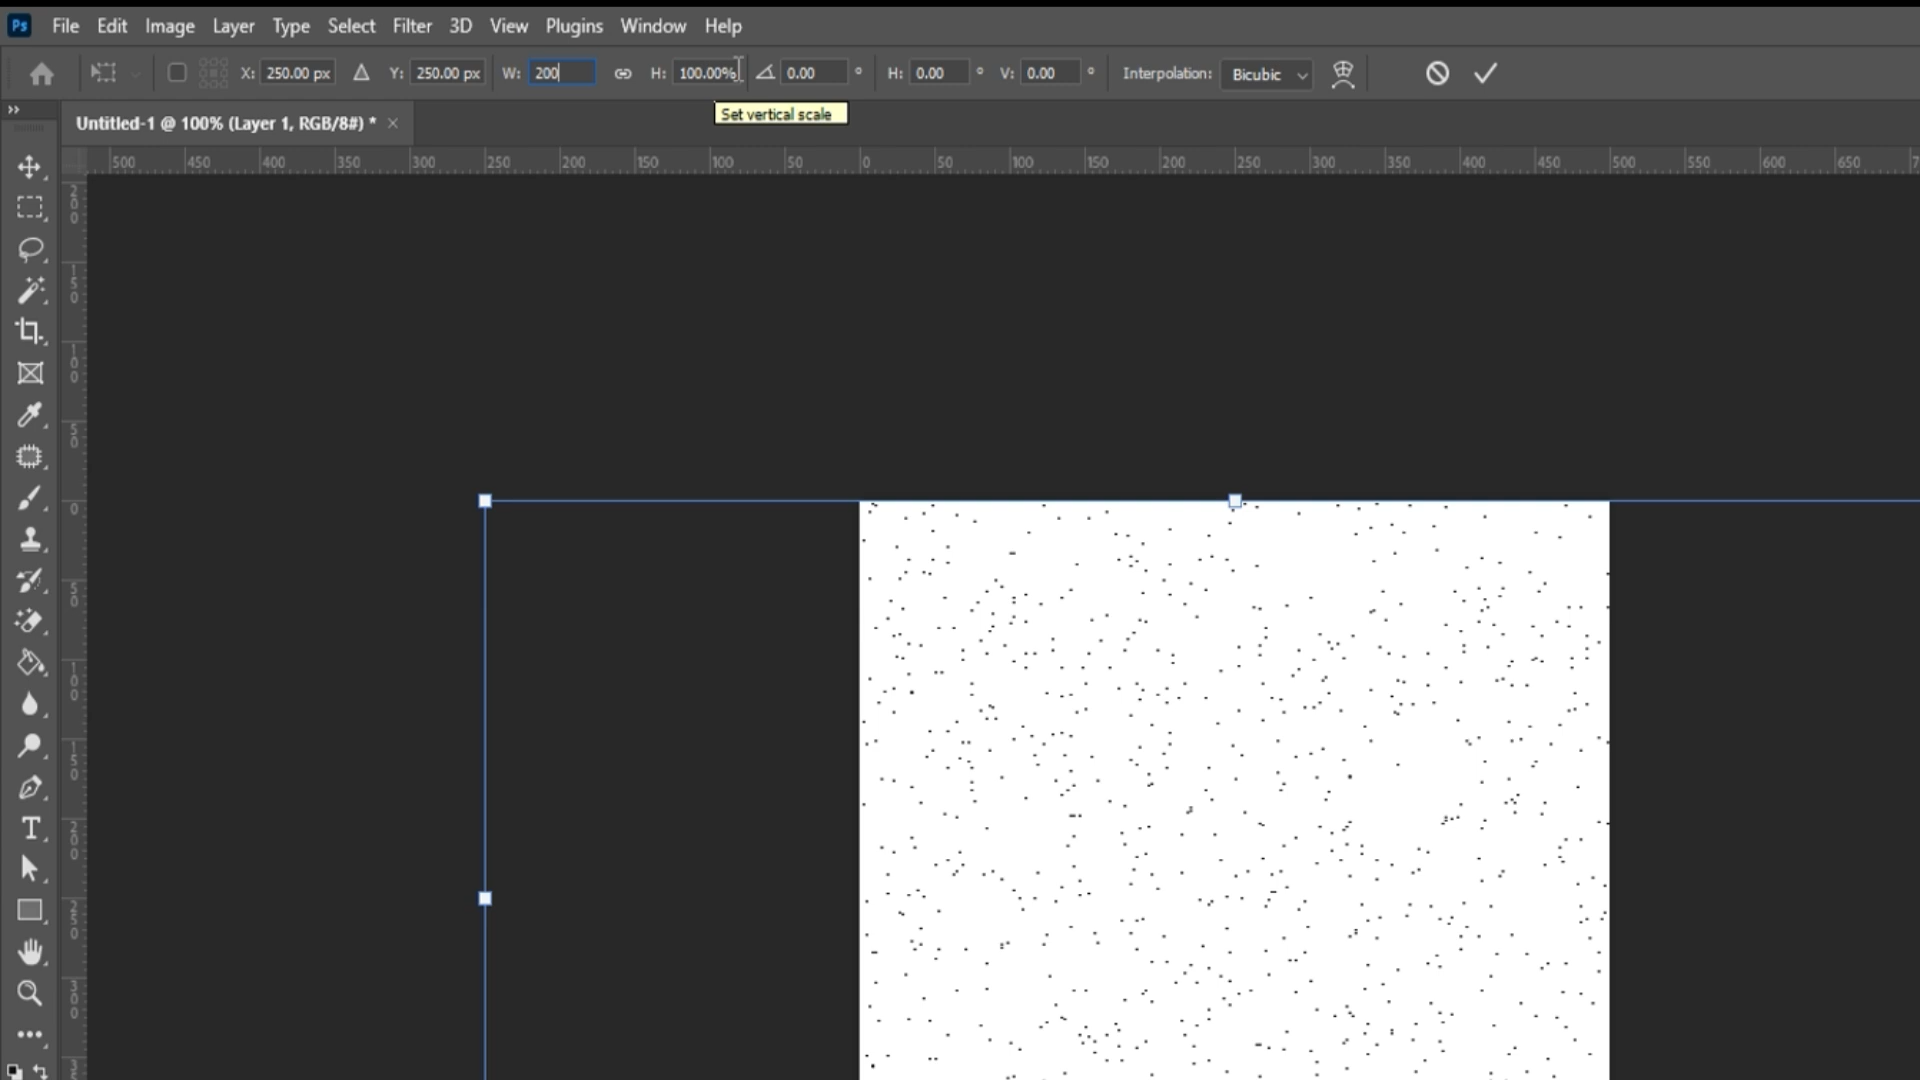 Ps File Edit Image Layer Type Select Filter 3D View Plugins Window Help
X: 250.00 px Y: 250.00 px W: 200 H: 100.00% 0.00 ° H: 0.00 ° V: 0.00 ° Interpolation: Bicubic
Set vertical scale
Untitled-1 @ 100% (Layer 1, RGB/8#) * ×
500 450 400 350 300 250 200 150 100 50 0 50 100 150 200 250 300 350 400 450 500 550 600 650
200
150
100
50
0
50
100
150
200
250
300
T